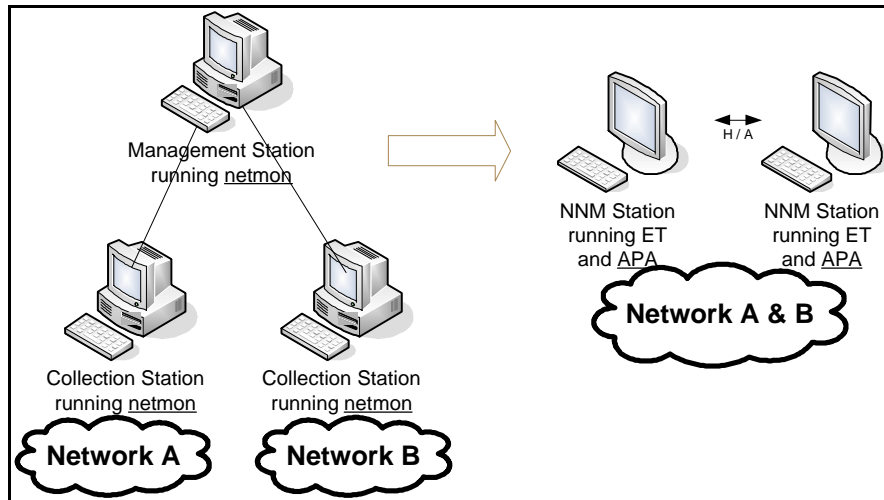 Management Station
running netmon
Collection Station
running netmon
Network A
Collection Station
running netmon
Network B
H / A
NNM Station
running ET
and APA
NNM Station
running ET
and APA
Network A & B